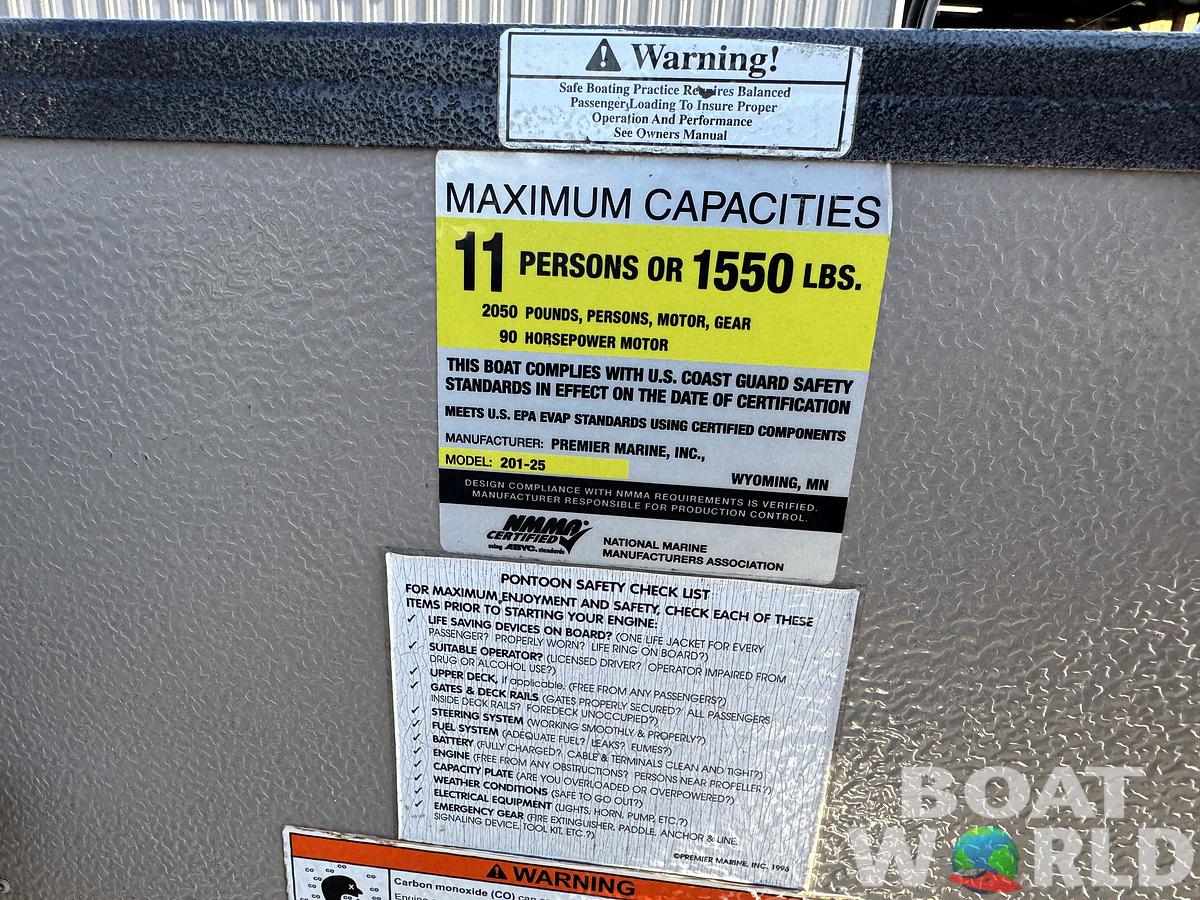 Warning!
Safe Boating Practice Requires Balanced
Passenger Loading To Insure Proper
Operation And Performance
See Owners Manual
MAXIMUM CAPACITIES
11 PERSONS OR 1550 LBS.
2050 POUNDS, PERSONS, MOTOR, GEAR
90 HORSEPOWER MOTOR
THIS BOAT COMPLIES WITH U.S. COAST GUARD SAFETY
STANDARDS IN EFFECT ON THE DATE OF CERTIFICATION
MEETS U.S. EPA EVAP STANDARDS USING CERTIFIED COMPONENTS
MANUFACTURER: PREMIER MARINE, INC.,
MODEL: 201-25
WYOMING, MN
DESIGN COMPLIANCE WITH NMMA REQUIREMENTS IS VERIFIED.
MANUFACTURER RESPONSIBLE FOR PRODUCTION CONTROL.
NMMA
CERTIFIED
using ABYC. standards
NATIONAL MARINE
MANUFACTURERS ASSOCIATION
PONTOON SAFETY CHECK LIST
FOR MAXIMUM ENJOYMENT AND SAFETY, CHECK EACH OF THESE
ITEMS PRIOR TO STARTING YOUR ENGINE:
✓ LIFE SAVING DEVICES ON BOARD? (ONE LIFE JACKET FOR EVERY
PASSENGER? PROPERLY WORN? LIFE RING ON BOARD?)
✓ SUITABLE OPERATOR? (LICENSED DRIVER? OPERATOR IMPAIRED FROM
DRUG OR ALCOHOL USE?)
✓ UPPER DECK, if applicable, (FREE FROM ANY PASSENGERS?)
✓ GATES & DECK RAILS (GATES PROPERLY SECURED? ALL PASSENGERS
INSIDE DECK RAILS? FOREDECK UNOCCUPIED?)
✓ STEERING SYSTEM (WORKING SMOOTHLY & PROPERLY?)
✓ FUEL SYSTEM (ADEQUATE FUEL? LEAKS? FUMES?)
✓ BATTERY (FULLY CHARGED? CABLE & TERMINALS CLEAN AND TIGHT?)
✓ ENGINE (FREE FROM ANY OBSTRUCTIONS? PERSONS NEAR PROPELLER?)
✓ CAPACITY PLATE (ARE YOU OVERLOADED OR OVERPOWERED?)
✓ WEATHER CONDITIONS (SAFE TO GO OUT?)
✓ ELECTRICAL EQUIPMENT (LIGHTS, HORN, PUMP, ETC.?)
✓ EMERGENCY GEAR (FIRE EXTINGUISHER, PADDLE, ANCHOR & LINE,
SIGNALING DEVICE, TOOL KIT, ETC.?)
©PREMIER MARINE, INC. 1996
WARNING
Carbon monoxide (CO) can
CO CO CO CO CO CO
BOAT
WORLD